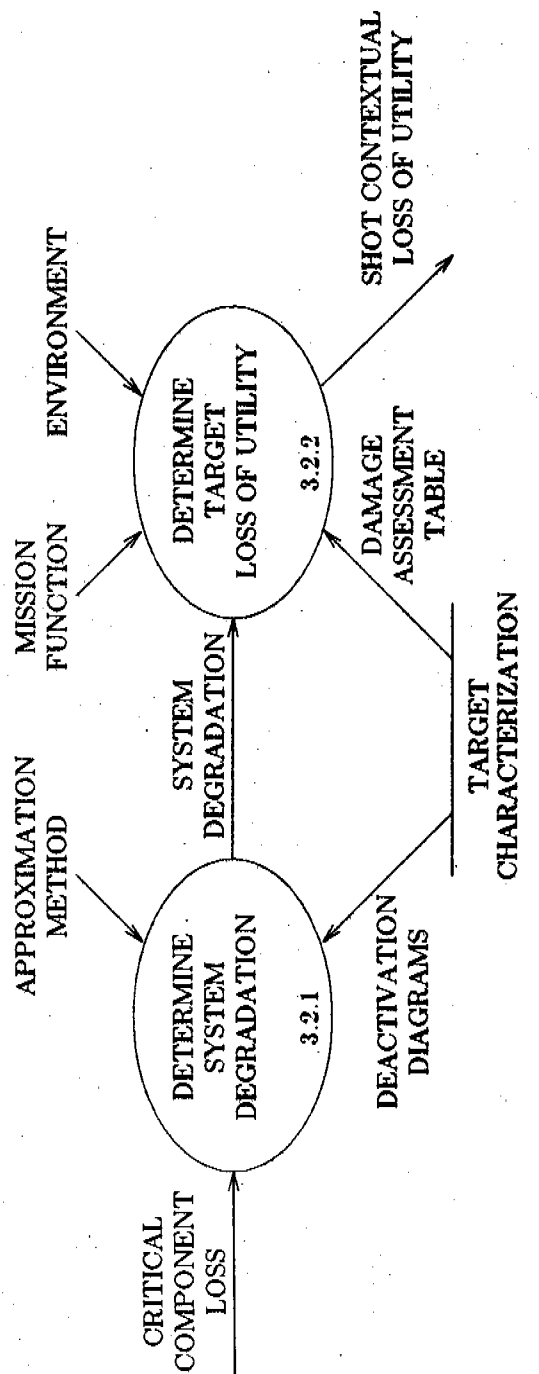 CRITICAL
COMPONENT
LOSS
APPROXIMATION
METHOD
DETERMINE
SYSTEM
DEGRADATION
3.2.1
DEACTIVATION
DIAGRAMS
SYSTEM
DEGRADATION
MISSION
FUNCTION
ENVIRONMENT
DETERMINE
TARGET
LOSS OF UTILITY
3.2.2
DAMAGE
ASSESSMENT
TABLE
TARGET
CHARACTERIZATION
SHOT CONTEXTUAL
LOSS OF UTILITY